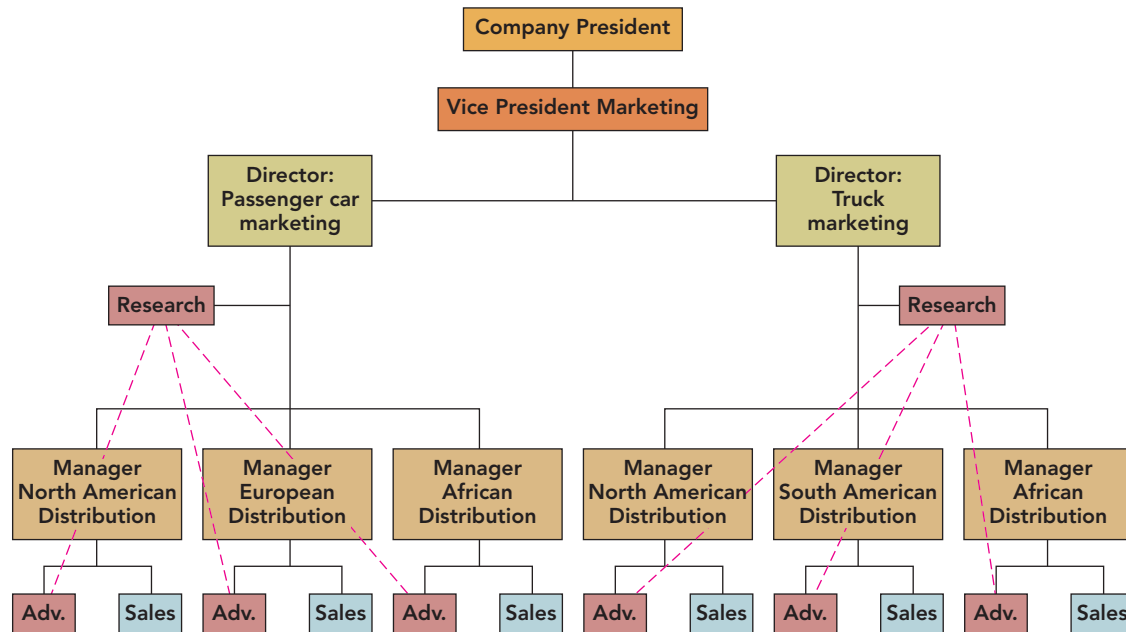 Company President
Vice President Marketing
Director:
Passenger car
marketing
Director:
Truck
marketing
Research
Research
Manager
North American
Distribution
Manager
European
Distribution
Manager
African
Distribution
Manager
North American
Distribution
Manager
South American
Distribution
Manager
African
Distribution
Adv.
Sales
Adv.
Sales
Adv.
Sales
Adv.
Sales
Adv.
Sales
Adv.
Sales